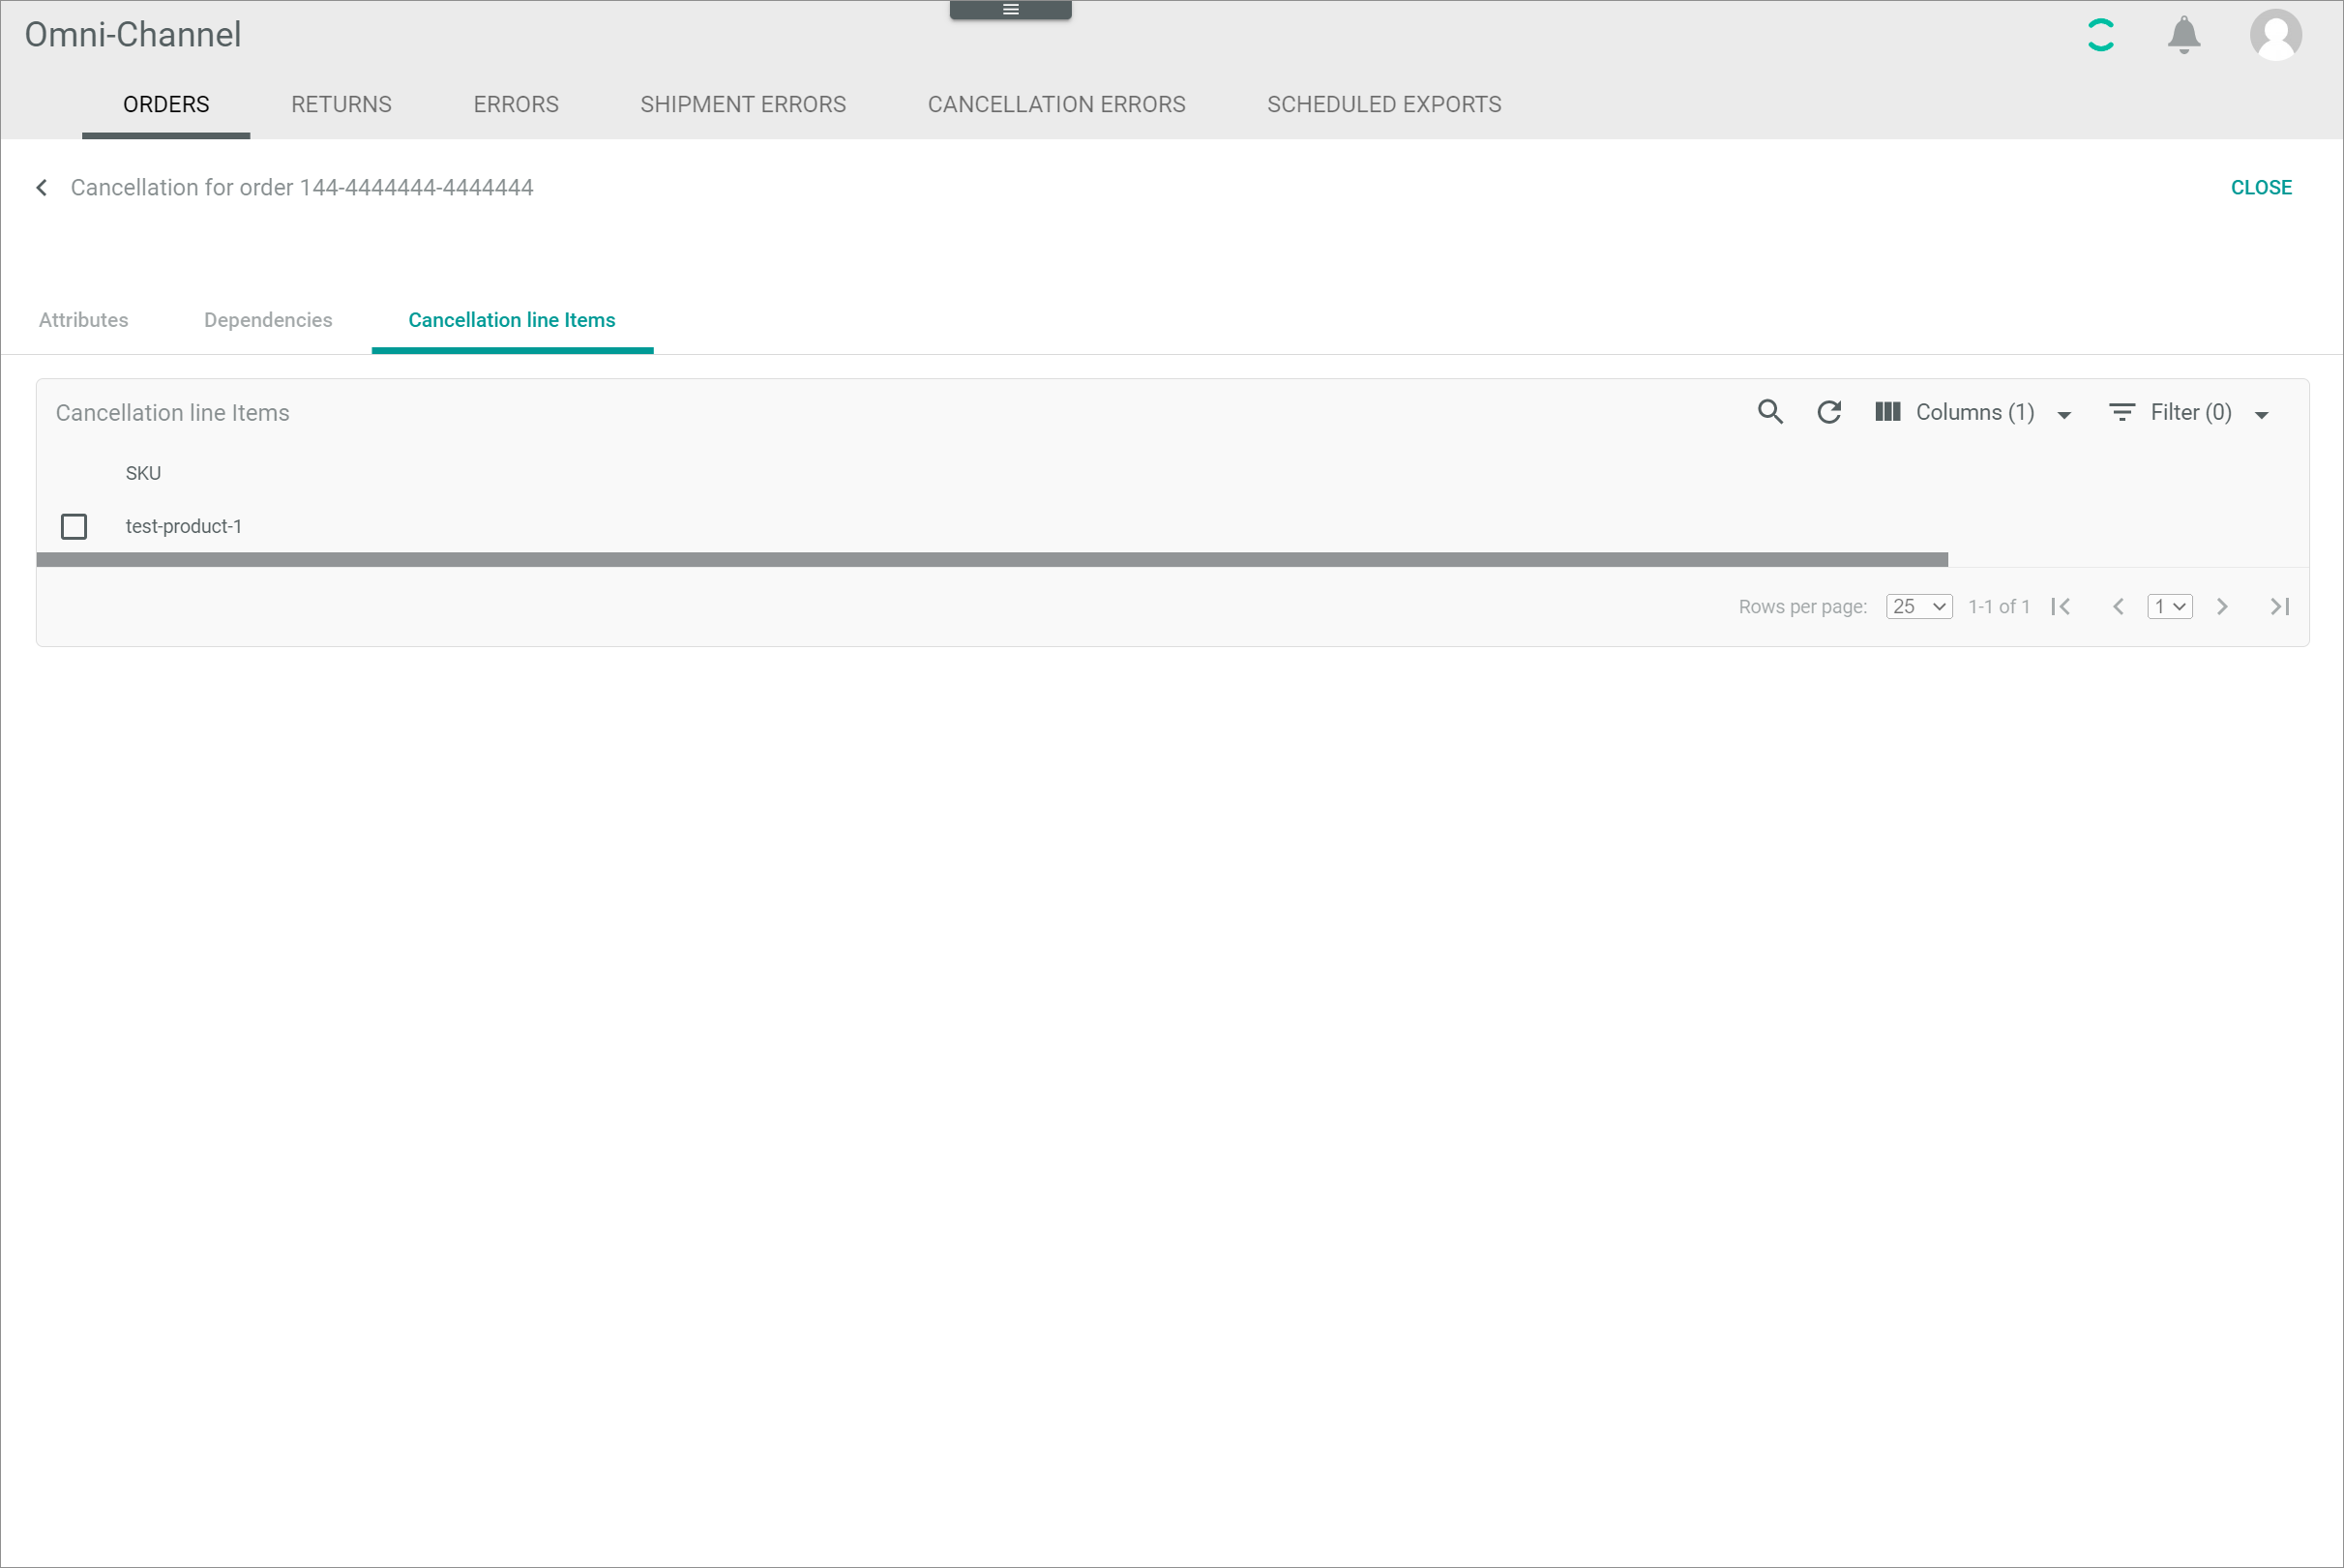 Omni-Channel
ORDERS RETURNS ERRORS SHIPMENT ERRORS CANCELLATION ERRORS SCHEDULED EXPORTS
Cancellation for order 144-4444444-4444444 CLOSE
Attributes Dependencies Cancellation line Items
Cancellation line Items Columns (1) Filter (0)
SKU
test-product-1
Rows per page: 25 1-1 of 1 1